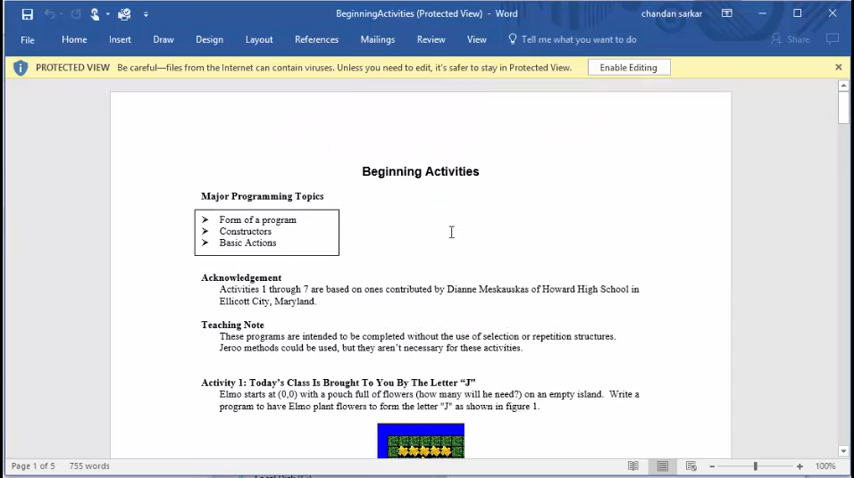 BeginningActivities (Protected View) - Word
chandan sarkar
File Home Insert Draw Design Layout References Mailings Review View Tell me what you want to do Share
PROTECTED VIEW Be careful—files from the Internet can contain viruses. Unless you need to edit, it's safer to stay in Protected View. Enable Editing
Beginning Activities
Major Programming Topics
Form of a program
Constructors
Basic Actions
Acknowledgement
Activities 1 through 7 are based on ones contributed by Dianne Meskauskas of Howard High School in
Ellicott City, Maryland.
Teaching Note
These programs are intended to be completed without the use of selection or repetition structures.
Jeroo methods could be used, but they aren't necessary for these activities.
Activity 1: Today's Class Is Brought To You By The Letter “J”
Elmo starts at (0,0) with a pouch full of flowers (how many will he need?) on an empty island. Write a
program to have Elmo plant flowers to form the letter "J" as shown in figure 1.
Page 1 of 5 755 words 100%